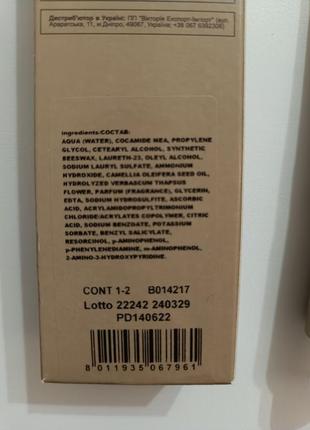 Дистриб'ютор в Україні: ПП "Вікторія Експорт-Імпорт" (вул.
Араратська, 11, м.Дніпро, 49067, Україна; +38 067 6392308)
ingredients-СОСТАВ:
AQUA (WATER), COCAMIDE MEA, PROPYLENE
GLYCOL, CETEARYL ALCOHOL, SYNTHETIC
BEESWAX, LAURETH-23, OLEYL ALCOHOL,
SODIUM LAURYL SULFATE, AMMONIUM
HYDROXIDE, CAMELLIA OLEIFERA SEED OIL,
HYDROLYZED VERBASCUM THAPSUS
FLOWER, PARFUM (FRAGRANCE), GLYCERIN,
EDTA, SODIUM HYDROSULFITE, ASCORBIC
ACID, ACRYLAMIDOPROPYLTRIMONIUM
CHLORIDE/ACRYLATES COPOLYMER, CITRIC
ACID, SODIUM BENZOATE, POTASSIUM
SORBATE, BENZYL SALICYLATE,
RESORCINOL, p-AMINOPHENOL,
p-PHENYLENEDIAMINE, m-AMINOPHENOL,
2-AMINO-3-HYDROXYPYRIDINE.
CONT 1-2 B014217
Lotto 22242 240329
PD140622
8 011935 067961